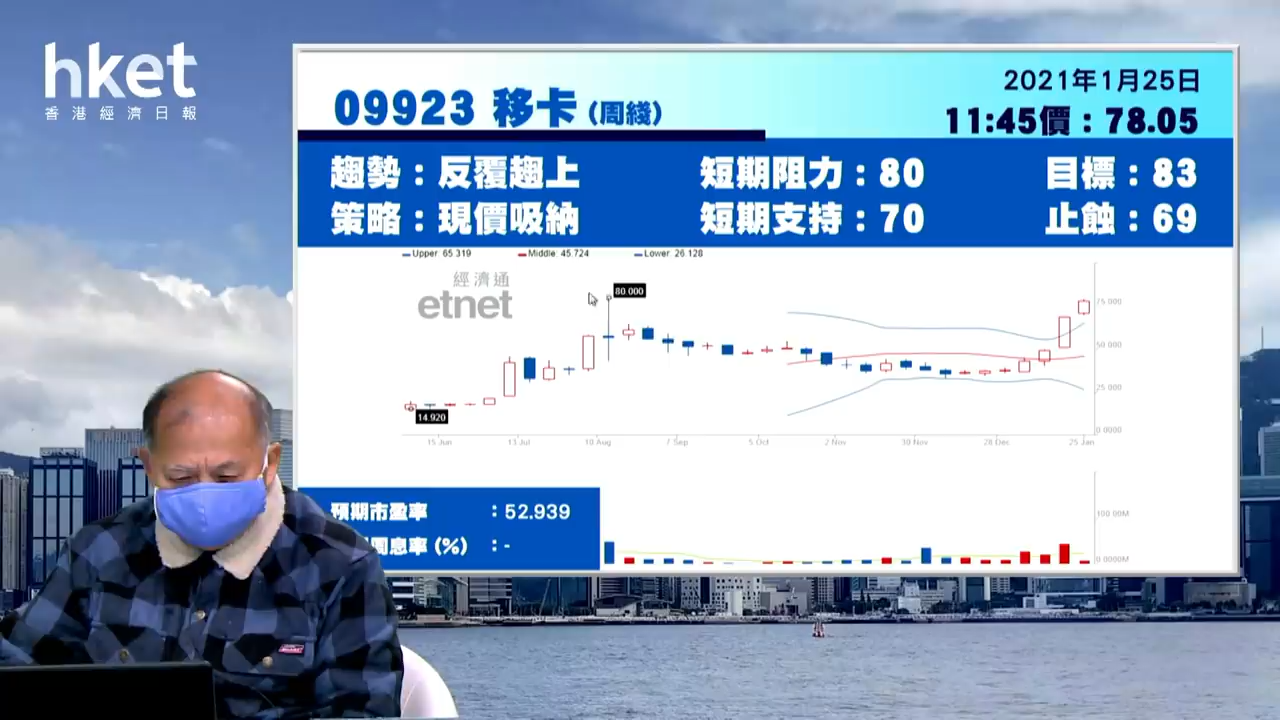 hket
香港經濟日報
09923 移卡 (周綫)
2021年1月25日
11:45價：78.05
趨勢：反覆趨上
短期阻力：80
目標：83
策略：現價吸納
短期支持：70
止蝕：69
Upper 65.319
Middle 45.724
Lower 26.128
經濟通
etnet
80.000
14.920
75.000
50.000
25.000
0.0000
15 Jun
13 Jul
10 Aug
7 Sep
5 Oct
2 Nov
30 Nov
28 Dec
25 Jan
預期市盈率 ：52.939
周息率 (%) ：-
100.00M
0.0000M